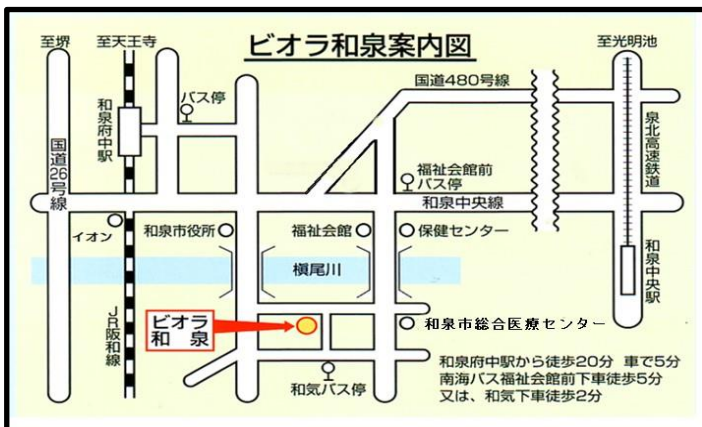 ビオラ和泉案内図
至堺
至天王寺
至光明池
国道480号線
バス停
和泉府中駅
国道26号線
泉北高速鉄道
福祉会館前
バス停
和泉中央線
イオン
和泉市役所
福祉会館
保健センター
槇尾川
和泉中央駅
JR阪和線
ビオラ
和 泉
和泉市総合医療センター
和気バス停
和泉府中駅から徒歩20分 車で5分
南海バス福祉会館前下車徒歩5分
又は、和気下車徒歩2分